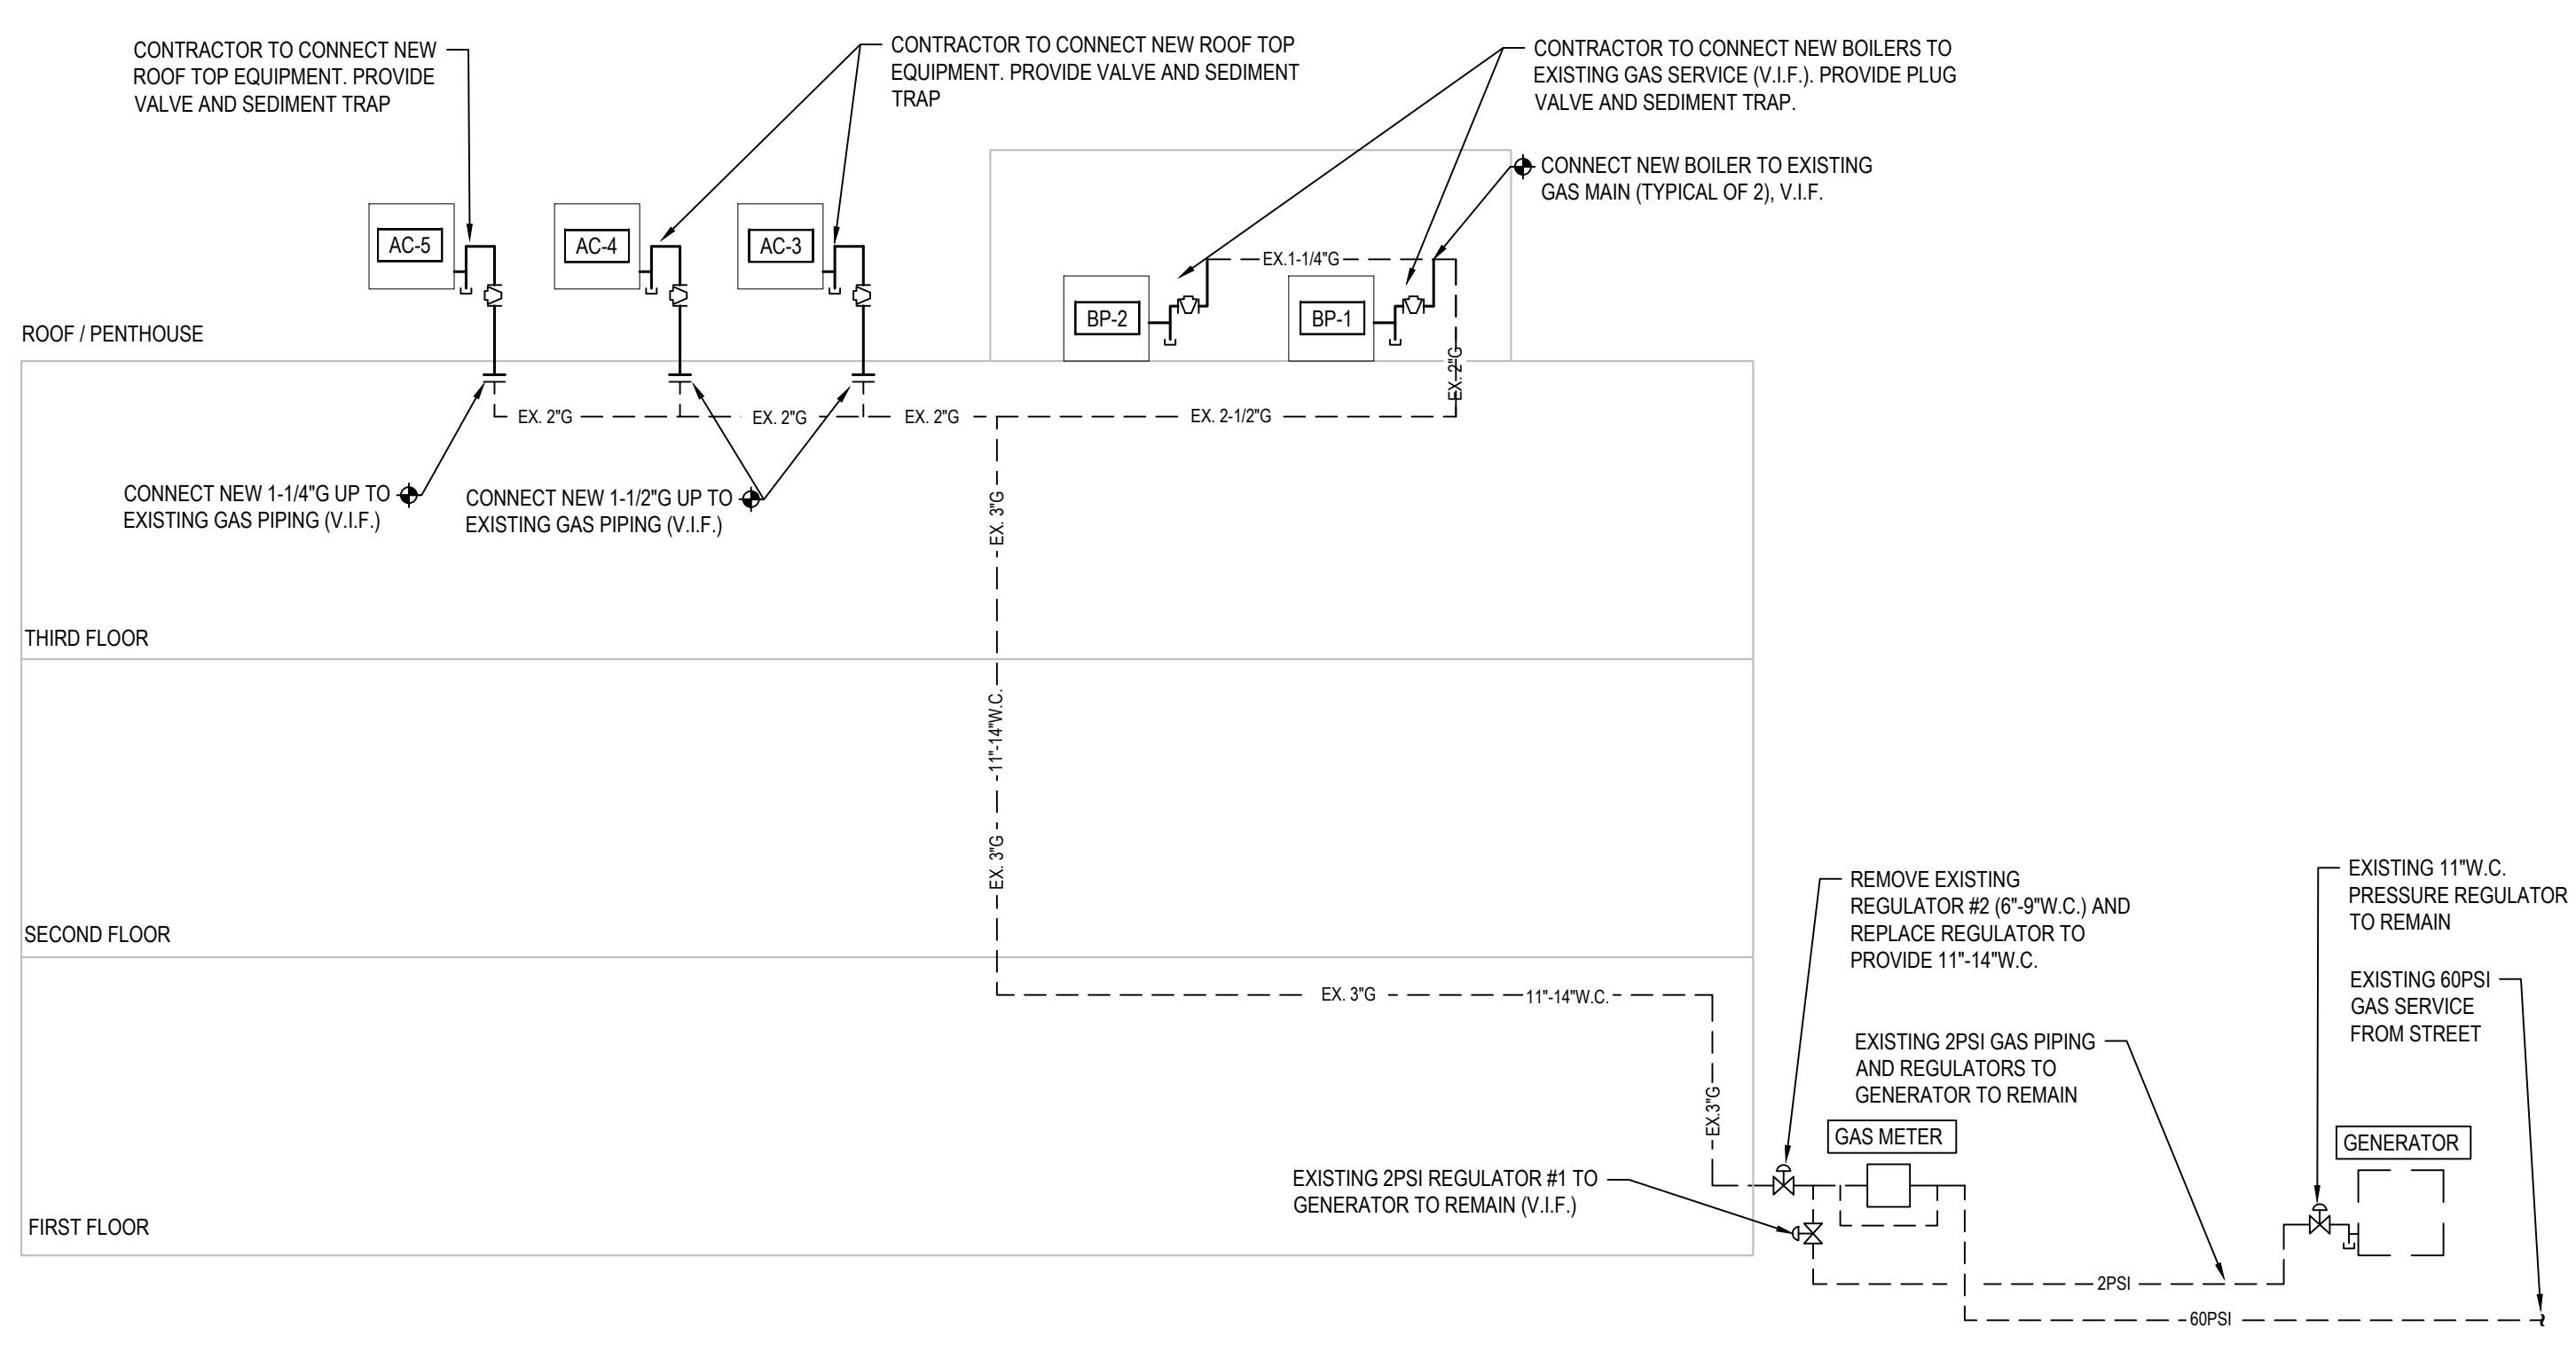 CONTRACTOR TO CONNECT NEW
ROOF TOP EQUIPMENT. PROVIDE
VALVE AND SEDIMENT TRAP
CONTRACTOR TO CONNECT NEW ROOF TOP
EQUIPMENT. PROVIDE VALVE AND SEDIMENT
TRAP
CONTRACTOR TO CONNECT NEW BOILERS TO
EXISTING GAS SERVICE (V.I.F.). PROVIDE PLUG
VALVE AND SEDIMENT TRAP.
CONNECT NEW BOILER TO EXISTING
GAS MAIN (TYPICAL OF 2), V.I.F.
AC-5
AC-4
AC-3
EX.1-1/4"G
BP-2
BP-1
ROOF / PENTHOUSE
EX. 2"G
EX. 2"G
EX. 2"G
EX. 2"G
EX. 2-1/2"G
CONNECT NEW 1-1/4"G UP TO
EXISTING GAS PIPING (V.I.F.)
CONNECT NEW 1-1/2"G UP TO
EXISTING GAS PIPING (V.I.F.)
EX. 3"G
THIRD FLOOR
11"-14"W.C.
EX. 3"G
SECOND FLOOR
REMOVE EXISTING
REGULATOR #2 (6"-9"W.C.) AND
REPLACE REGULATOR TO
PROVIDE 11"-14"W.C.
EXISTING 11"W.C.
PRESSURE REGULATOR
TO REMAIN
EXISTING 60PSI
GAS SERVICE
FROM STREET
EX. 3"G
11"-14"W.C.
EXISTING 2PSI GAS PIPING
AND REGULATORS TO
GENERATOR TO REMAIN
EX.3"G
GAS METER
GENERATOR
EXISTING 2PSI REGULATOR #1 TO
GENERATOR TO REMAIN (V.I.F.)
FIRST FLOOR
2PSI
60PSI